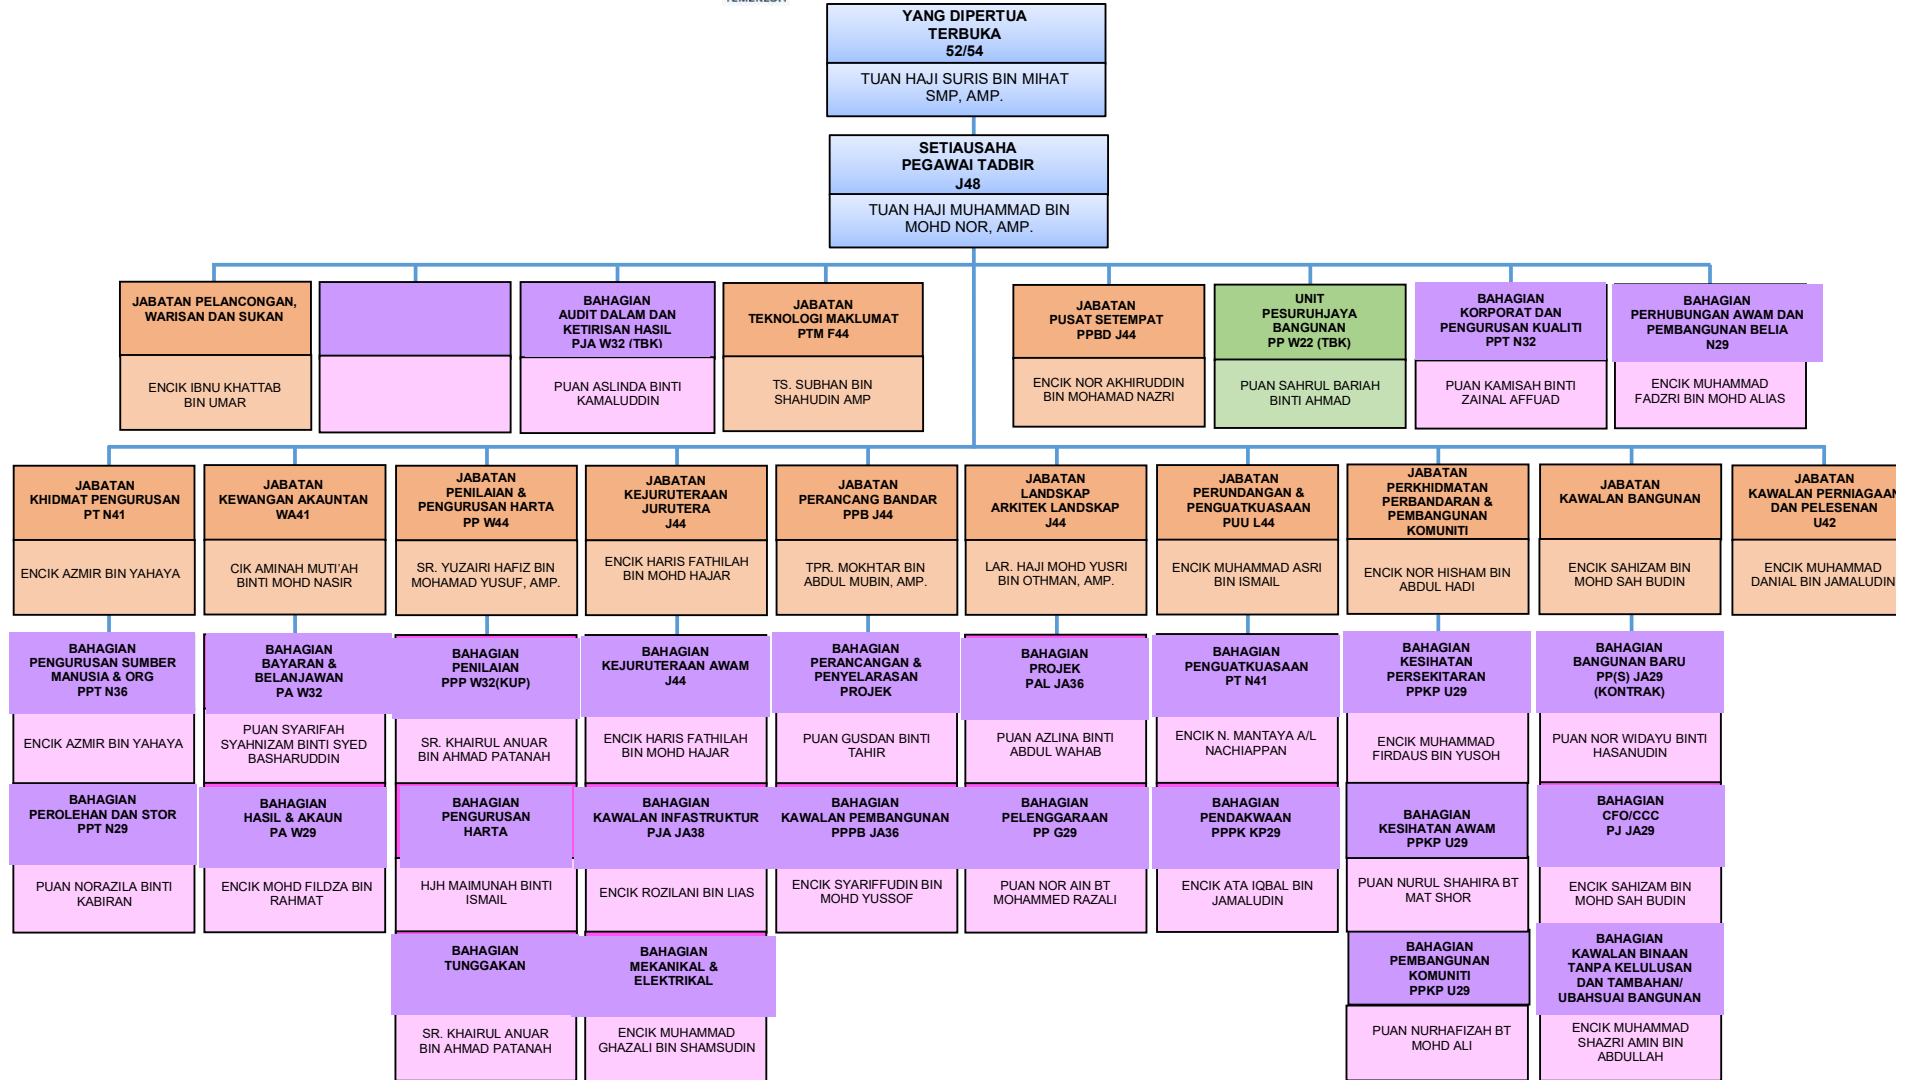 YANG DIPERTUA
TERBUKA
52/54
TUAN HAJI SURIS BIN MIHAT
SMP, AMP.
SETIAUSAHA
PEGAWAI TADBIR
J48
TUAN HAJI MUHAMMAD BIN
MOHD NOR, AMP.
JABATAN PELANCONGAN,
WARISAN DAN SUKAN
ENCIK IBNU KHATTAB
BIN UMAR
BAHAGIAN
AUDIT DALAM DAN
KETIRISAN HASIL
PJA W32 (TBK)
PUAN ASLINDA BINTI
KAMALUDDIN
JABATAN
TEKNOLOGI MAKLUMAT
PTM F44
TS. SUBHAN BIN
SHAHUDIN AMP
JABATAN
PUSAT SETEMPAT
PPBD J44
ENCIK NOR AKHIRUDDIN
BIN MOHAMAD NAZRI
UNIT
PESURUHJAYA
BANGUNAN
PP W22 (TBK)
PUAN SAHRUL BARIAH
BINTI AHMAD
BAHAGIAN
KORPORAT DAN
PENGURUSAN KUALITI
PPT N32
PUAN KAMISAH BINTI
ZAINAL AFFUAD
BAHAGIAN
PERHUBUNGAN AWAM DAN
PEMBANGUNAN BELIA
N29
ENCIK MUHAMMAD
FADZRI BIN MOHD ALIAS
JABATAN
KHIDMAT PENGURUSAN
PT N41
ENCIK AZMIR BIN YAHAYA
JABATAN
KEWANGAN AKAUNTAN
WA41
CIK AMINAH MUTI'AH
BINTI MOHD NASIR
JABATAN
PENILAIAN &
PENGURUSAN HARTA
PP W44
SR. YUZAIRI HAFIZ BIN
MOHAMAD YUSUF, AMP.
JABATAN
KEJURUTERAAN
JURUTERA
J44
ENCIK HARIS FATHILAH
BIN MOHD HAJAR
JABATAN
PERANCANG BANDAR
PPB J44
TPR. MOKHTAR BIN
ABDUL MUBIN, AMP.
JABATAN
LANDSKAP
ARKITEK LANDSKAP
J44
LAR. HAJI MOHD YUSRI
BIN OTHMAN, AMP.
JABATAN
PERUNDANGAN &
PENGUATKUASAAN
PUU L44
ENCIK MUHAMMAD ASRI
BIN ISMAIL
JABATAN
PERKHIDMATAN
PERBANDARAN &
PEMBANGUNAN
KOMUNITI
ENCIK NOR HISHAM BIN
ABDUL HADI
JABATAN
KAWALAN BANGUNAN
ENCIK SAHIZAM BIN
MOHD SAH BUDIN
JABATAN
KAWALAN PERNIAGAAN
DAN PELESENAN
U42
ENCIK MUHAMMAD
DANIAL BIN JAMALUDIN
BAHAGIAN
PENGURUSAN SUMBER
MANUSIA & ORG
PPT N36
ENCIK AZMIR BIN YAHAYA
BAHAGIAN
BAYARAN &
BELANJAWAN
PA W32
PUAN SYARIFAH
SYAHNIZAM BINTI SYED
BASHARUDDIN
BAHAGIAN
PENILAIAN
PPP W32(KUP)
SR. KHAIRUL ANUAR
BIN AHMAD PATANAH
BAHAGIAN
KEJURUTERAAN AWAM
J44
ENCIK HARIS FATHILAH
BIN MOHD HAJAR
BAHAGIAN
PERANCANGAN &
PENYELARASAN
PROJEK
PUAN GUSDAN BINTI
TAHIR
BAHAGIAN
PROJEK
PAL JA36
PUAN AZLINA BINTI
ABDUL WAHAB
BAHAGIAN
PENGUATKUASAAN
PT N41
ENCIK N. MANTAYA A/L
NACHIAPPAN
BAHAGIAN
KESIHATAN
PERSEKITARAN
PPKP U29
ENCIK MUHAMMAD
FIRDAUS BIN YUSOH
BAHAGIAN
BANGUNAN BARU
PP(S) JA29
(KONTRAK)
PUAN NOR WIDAYU BINTI
HASANUDIN
BAHAGIAN
PEROLEHAN DAN STOR
PPT N29
PUAN NORAZILA BINTI
KABIRAN
BAHAGIAN
HASIL & AKAUN
PA W29
ENCIK MOHD FILDZA BIN
RAHMAT
BAHAGIAN
PENGURUSAN
HARTA
HJH MAIMUNAH BINTI
ISMAIL
BAHAGIAN
KAWALAN INFASTRUKTUR
PJA JA38
ENCIK ROZILANI BIN LIAS
BAHAGIAN
KAWALAN PEMBANGUNAN
PPPB JA36
ENCIK SYARIFFUDIN BIN
MOHD YUSSOF
BAHAGIAN
PELENGGARAAN
PP G29
PUAN NOR AIN BT
MOHAMMED RAZALI
BAHAGIAN
PENDAKWAAN
PPPK KP29
ENCIK ATA IQBAL BIN
JAMALUDIN
BAHAGIAN
KESIHATAN AWAM
PPKP U29
PUAN NURUL SHAHIRA BT
MAT SHOR
BAHAGIAN
CFO/CCC
PJ JA29
ENCIK SAHIZAM BIN
MOHD SAH BUDIN
BAHAGIAN
TUNGGAKAN
SR. KHAIRUL ANUAR
BIN AHMAD PATANAH
BAHAGIAN
MEKANIKAL &
ELEKTRIKAL
ENCIK MUHAMMAD
GHAZALI BIN SHAMSUDIN
BAHAGIAN
PEMBANGUNAN
KOMUNITI
PPKP U29
PUAN NURHAFIZAH BT
MOHD ALI
BAHAGIAN
KAWALAN BINAAN
TANPA KELULUSAN
DAN TAMBAHAN/
UBAHSUAI BANGUNAN
ENCIK MUHAMMAD
SHAZRI AMIN BIN
ABDULLAH